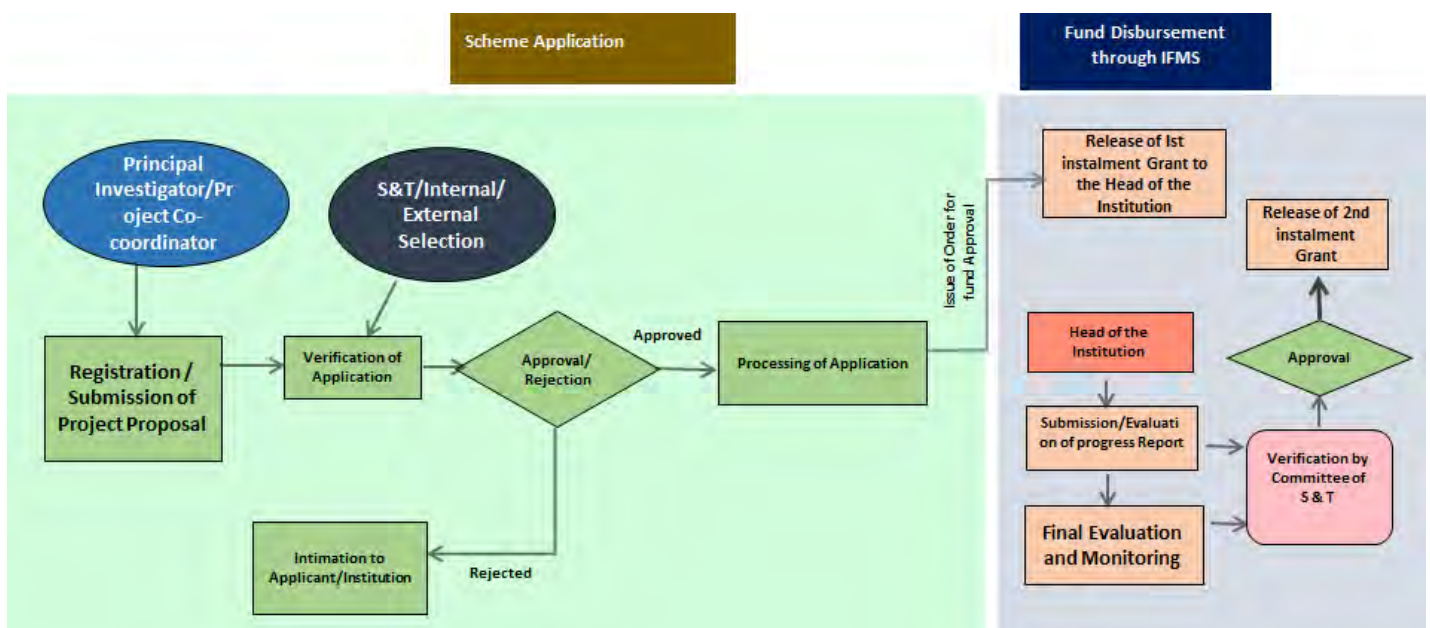 Scheme Application
Fund Disbursement
through IFMS
Principal
Investigator/Pr
oject Co-
coordinator
S&T/Internal/
External
Selection
Registration /
Submission of
Project Proposal
Verification of
Application
Approval/
Rejection
Approved
Processing of Application
Rejected
Intimation to
Applicant/Institution
Issue of Order for
fund Approval
Release of Ist
instalment Grant to
the Head of the
Institution
Release of 2nd
instalment
Grant
Head of the
Institution
Approval
Submission/Evaluati
on of progress Report
Verification by
Committee of
S & T
Final Evaluation
and Monitoring